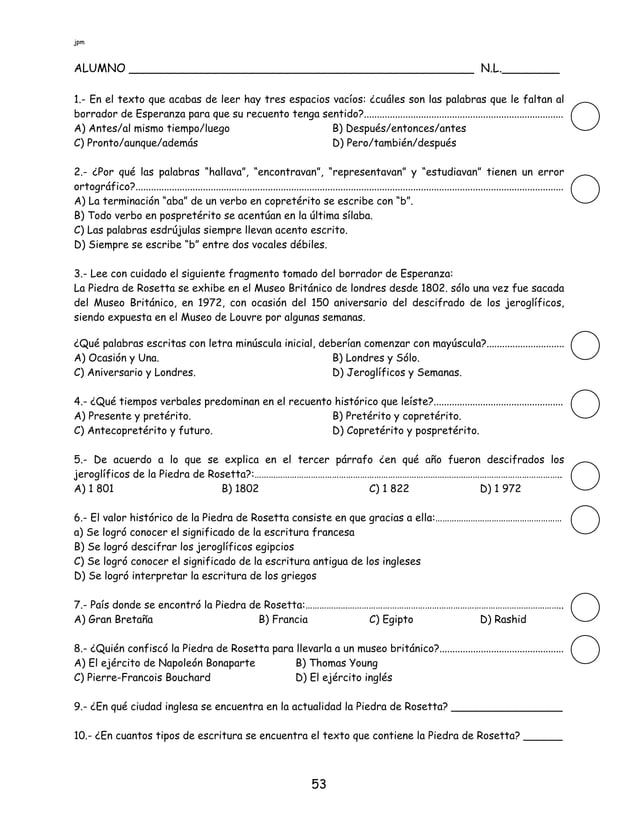 jpm
ALUMNO ______________________________________________ N.L.________
1.- En el texto que acabas de leer hay tres espacios vacíos: ¿cuáles son las palabras que le faltan al
borrador de Esperanza para que su recuento tenga sentido?.............................................................................
A) Antes/al mismo tiempo/luego B) Después/entonces/antes
C) Pronto/aunque/además D) Pero/también/después
2.- ¿Por qué las palabras “hallava”, “encontravan”, “representavan” y “estudiavan” tienen un error
ortográfico?.....................................................................................................................................................................
A) La terminación “aba” de un verbo en copretérito se escribe con “b”.
B) Todo verbo en pospretérito se acentúan en la última sílaba.
C) Las palabras esdrújulas siempre llevan acento escrito.
D) Siempre se escribe “b” entre dos vocales débiles.
3.- Lee con cuidado el siguiente fragmento tomado del borrador de Esperanza:
La Piedra de Rosetta se exhibe en el Museo Británico de londres desde 1802. sólo una vez fue sacada
del Museo Británico, en 1972, con ocasión del 150 aniversario del descifrado de los jeroglíficos,
siendo expuesta en el Museo de Louvre por algunas semanas.
¿Qué palabras escritas con letra minúscula inicial, deberían comenzar con mayúscula?..............................
A) Ocasión y Una. B) Londres y Sólo.
C) Aniversario y Londres. D) Jeroglíficos y Semanas.
4.- ¿Qué tiempos verbales predominan en el recuento histórico que leíste?..................................................
A) Presente y pretérito. B) Pretérito y copretérito.
C) Antecopretérito y futuro. D) Copretérito y pospretérito.
5.- De acuerdo a lo que se explica en el tercer párrafo ¿en qué año fueron descifrados los
jeroglíficos de la Piedra de Rosetta?:......................................................................................................................
A) 1 801 B) 1802 C) 1 822 D) 1 972
6.- El valor histórico de la Piedra de Rosetta consiste en que gracias a ella:................................................
a) Se logró conocer el significado de la escritura francesa
B) Se logró descifrar los jeroglíficos egipcios
C) Se logró conocer el significado de la escritura antigua de los ingleses
D) Se logró interpretar la escritura de los griegos
7.- País donde se encontró la Piedra de Rosetta:...................................................................................................
A) Gran Bretaña B) Francia C) Egipto D) Rashid
8.- ¿Quién confiscó la Piedra de Rosetta para llevarla a un museo británico?................................................
A) El ejército de Napoleón Bonaparte B) Thomas Young
C) Pierre-Francois Bouchard D) El ejército inglés
9.- ¿En qué ciudad inglesa se encuentra en la actualidad la Piedra de Rosetta? _________________
10.- ¿En cuantos tipos de escritura se encuentra el texto que contiene la Piedra de Rosetta? ______
53